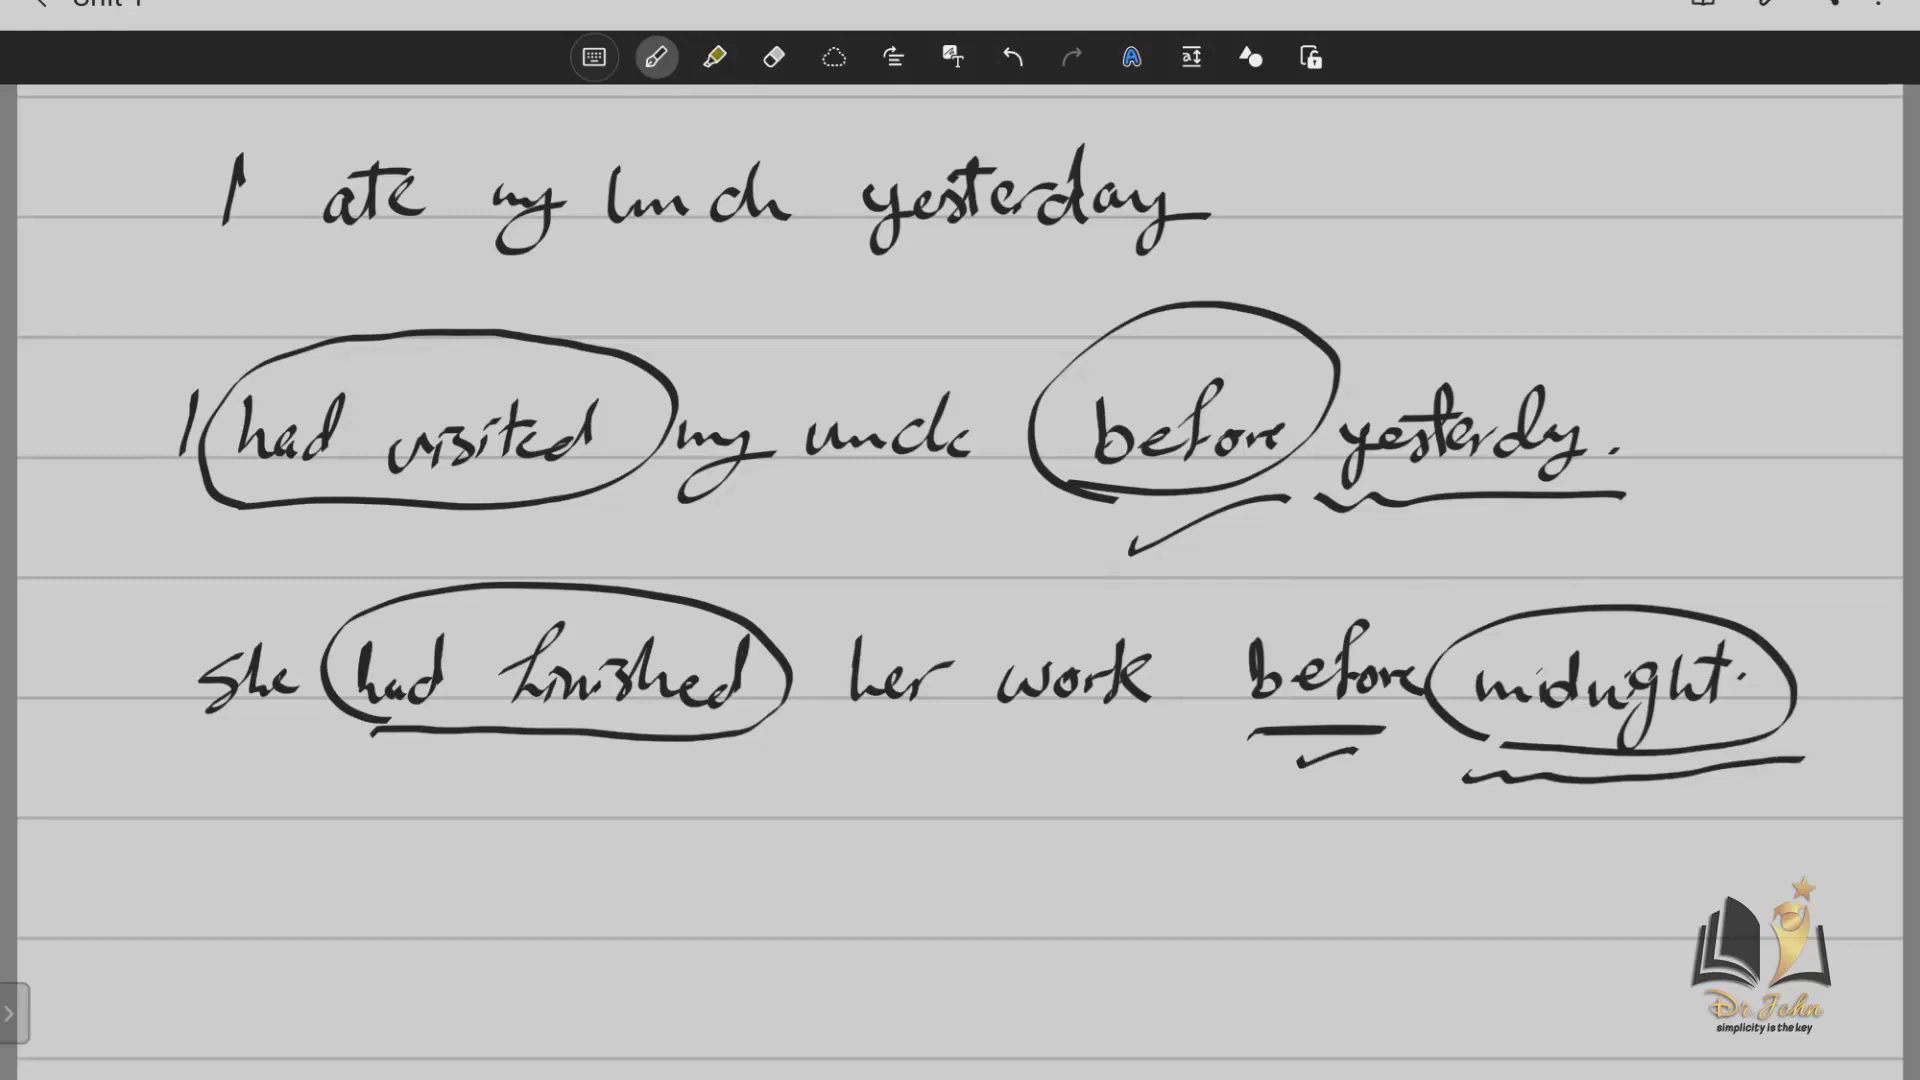 I ate my lunch yesterday
I had visited my uncle before yesterdy.
she had finished her work before midnight.
Dr. John
simplicity is the key